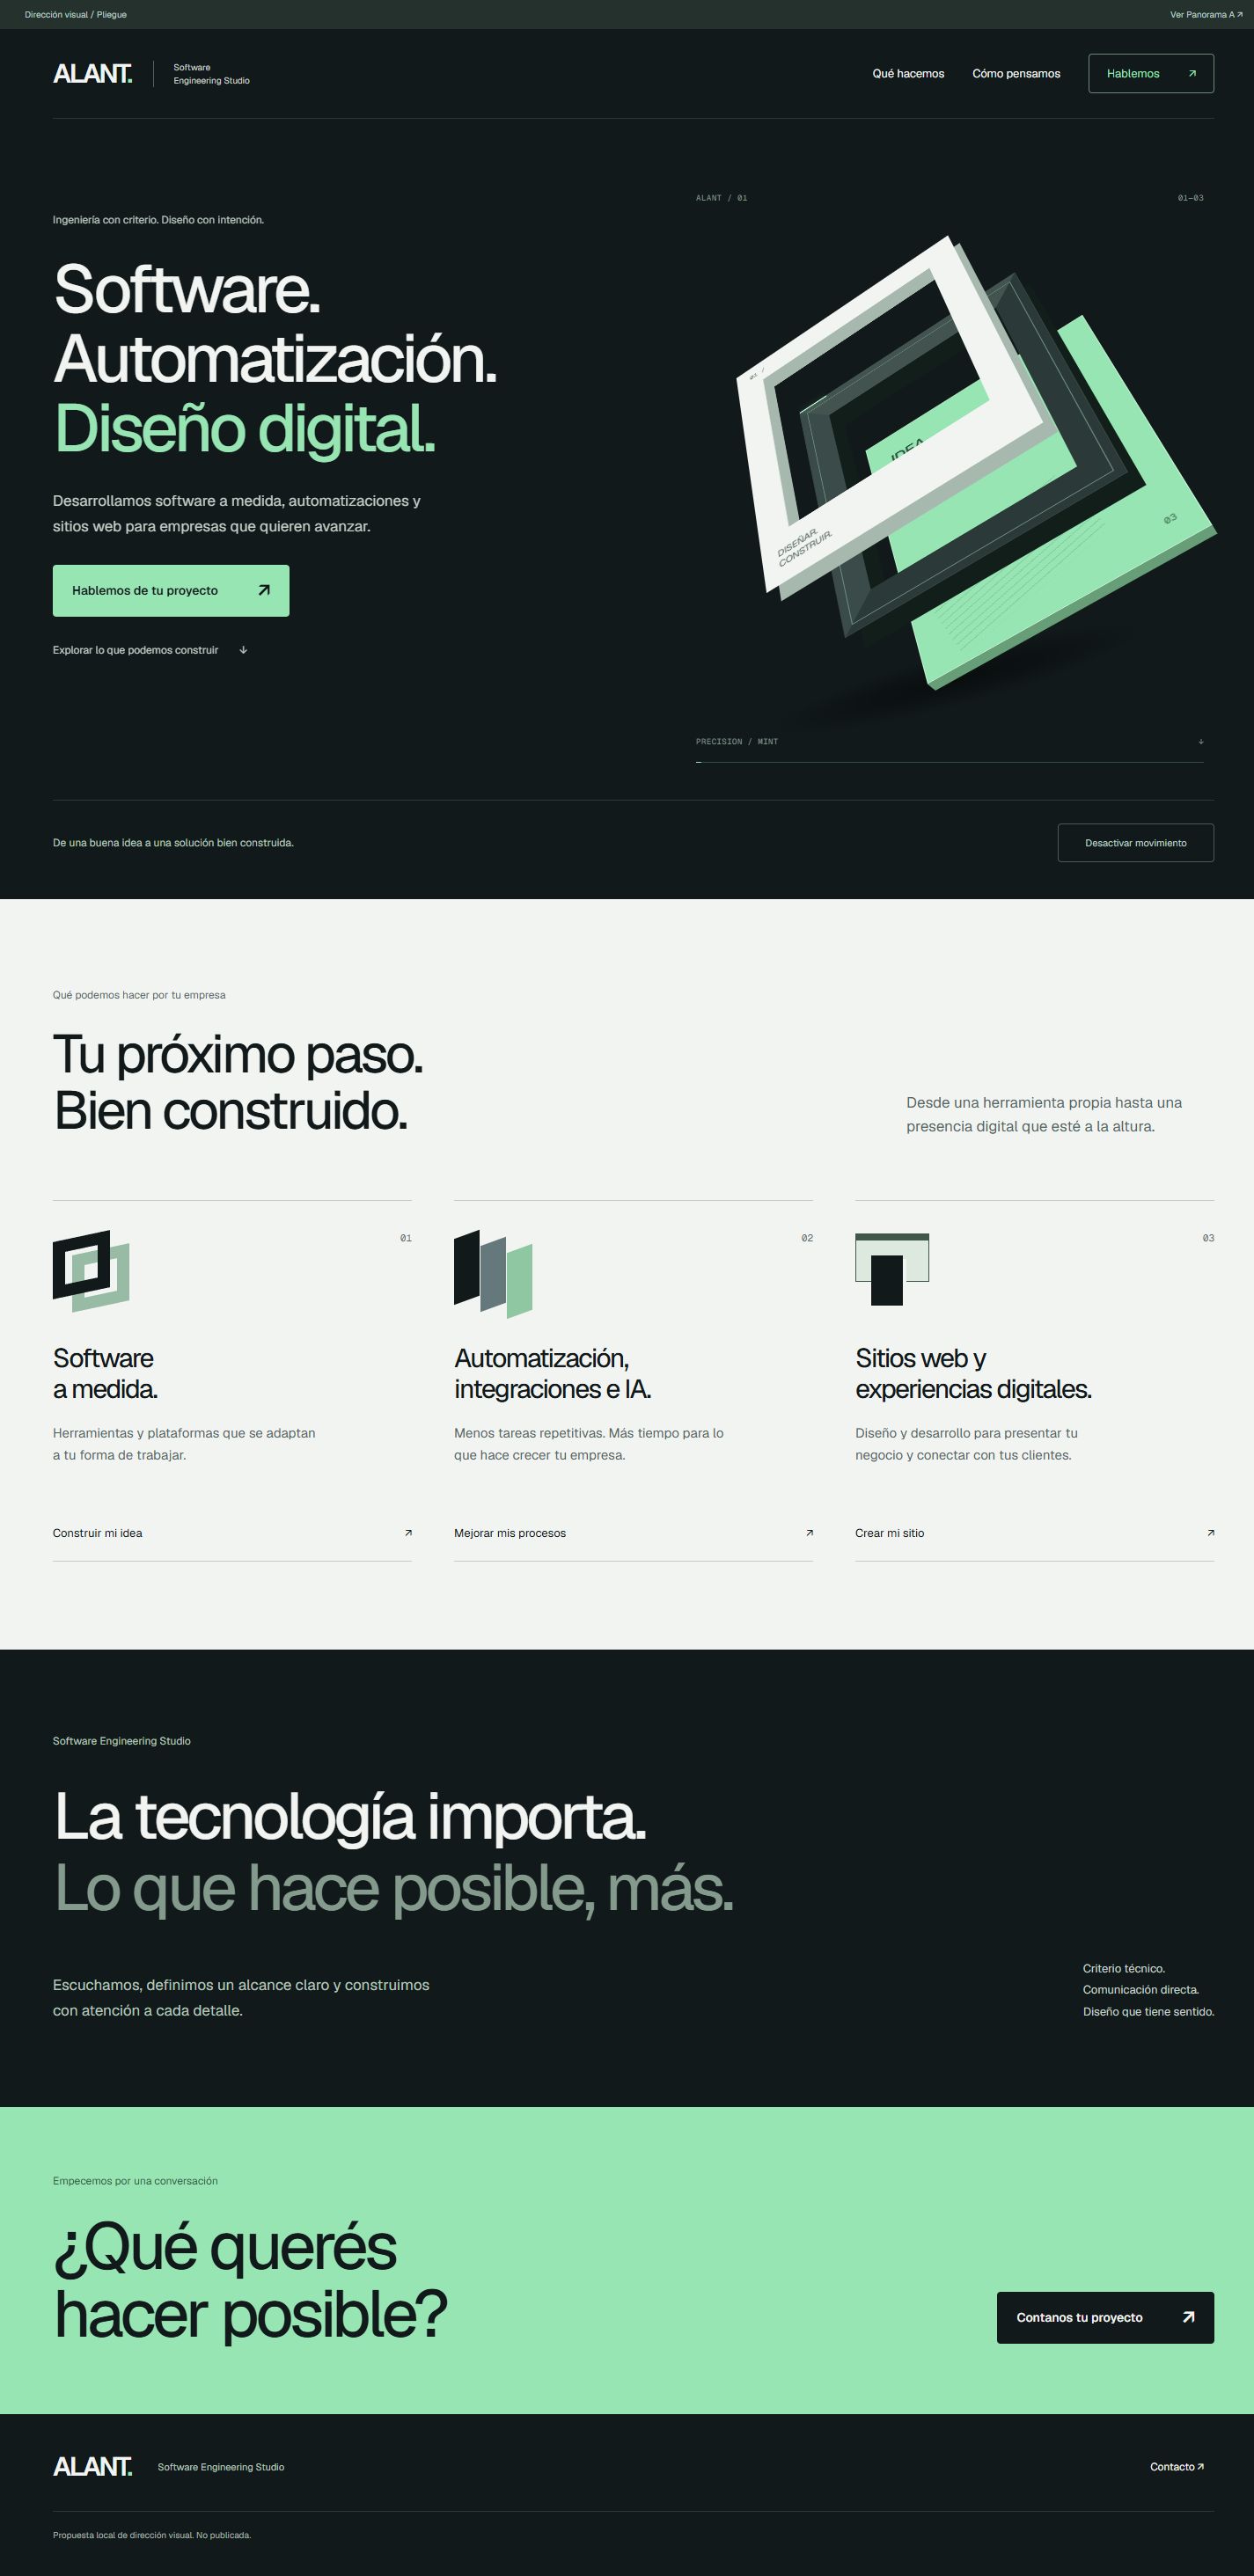 Dirección visual / Pliegue
Ver Panorama A ↗
ALANT.
Software
Engineering Studio
Qué hacemos
Cómo pensamos
Hablemos ↗
ALANT / 01
01—03
Ingeniería con criterio. Diseño con intención.
Software.
Automatización.
Diseño digital.
Desarrollamos software a medida, automatizaciones y
sitios web para empresas que quieren avanzar.
Hablemos de tu proyecto ↗
Explorar lo que podemos construir ↓
IDEA
DISEÑAR.
CONSTRUIR.
03
PRECISION / MINT ↓
De una buena idea a una solución bien construida.
Desactivar movimiento
Qué podemos hacer por tu empresa
Tu próximo paso.
Bien construido.
Desde una herramienta propia hasta una
presencia digital que esté a la altura.
01
Software
a medida.
Herramientas y plataformas que se adaptan
a tu forma de trabajar.
Construir mi idea ↗
02
Automatización,
integraciones e IA.
Menos tareas repetitivas. Más tiempo para lo
que hace crecer tu empresa.
Mejorar mis procesos ↗
03
Sitios web y
experiencias digitales.
Diseño y desarrollo para presentar tu
negocio y conectar con tus clientes.
Crear mi sitio ↗
Software Engineering Studio
La tecnología importa.
Lo que hace posible, más.
Escuchamos, definimos un alcance claro y construimos
con atención a cada detalle.
Criterio técnico.
Comunicación directa.
Diseño que tiene sentido.
Empecemos por una conversación
¿Qué querés
hacer posible?
Contanos tu proyecto ↗
ALANT.
Software Engineering Studio
Contacto ↗
Propuesta local de dirección visual. No publicada.